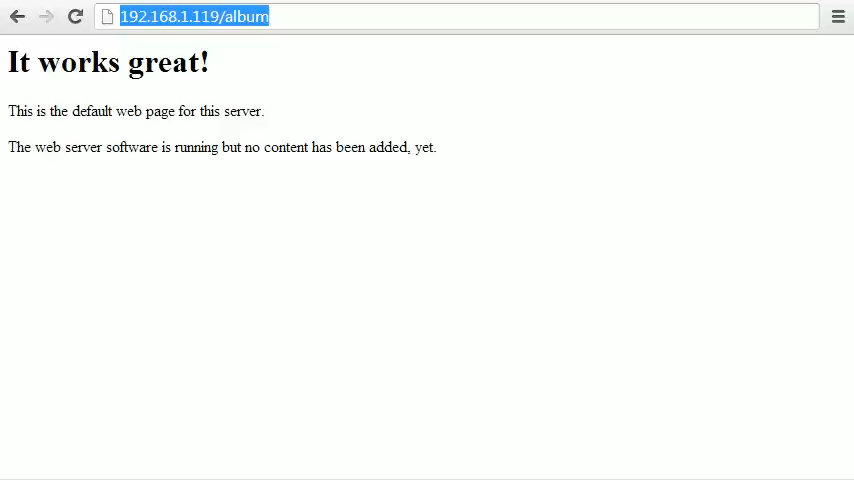 192.168.1.119/album
It works great!
This is the default web page for this server.
The web server software is running but no content has been added, yet.